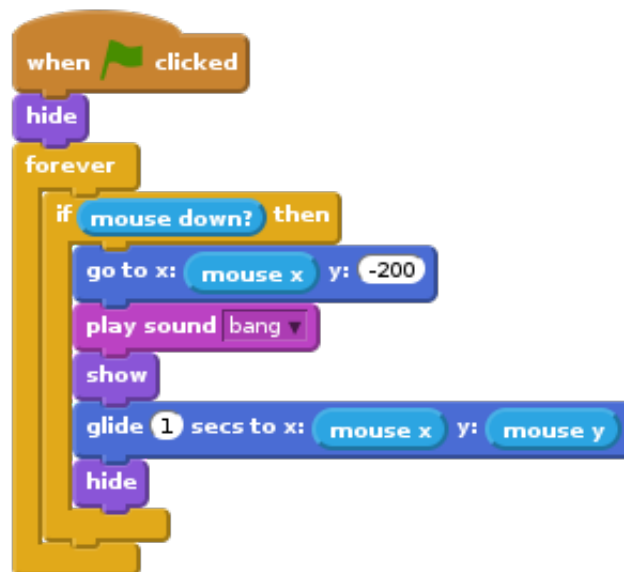 when clicked
hide
forever
if mouse down? then
go to x: mouse x y: -200
play sound bang
show
glide 1 secs to x: mouse x y: mouse y
hide